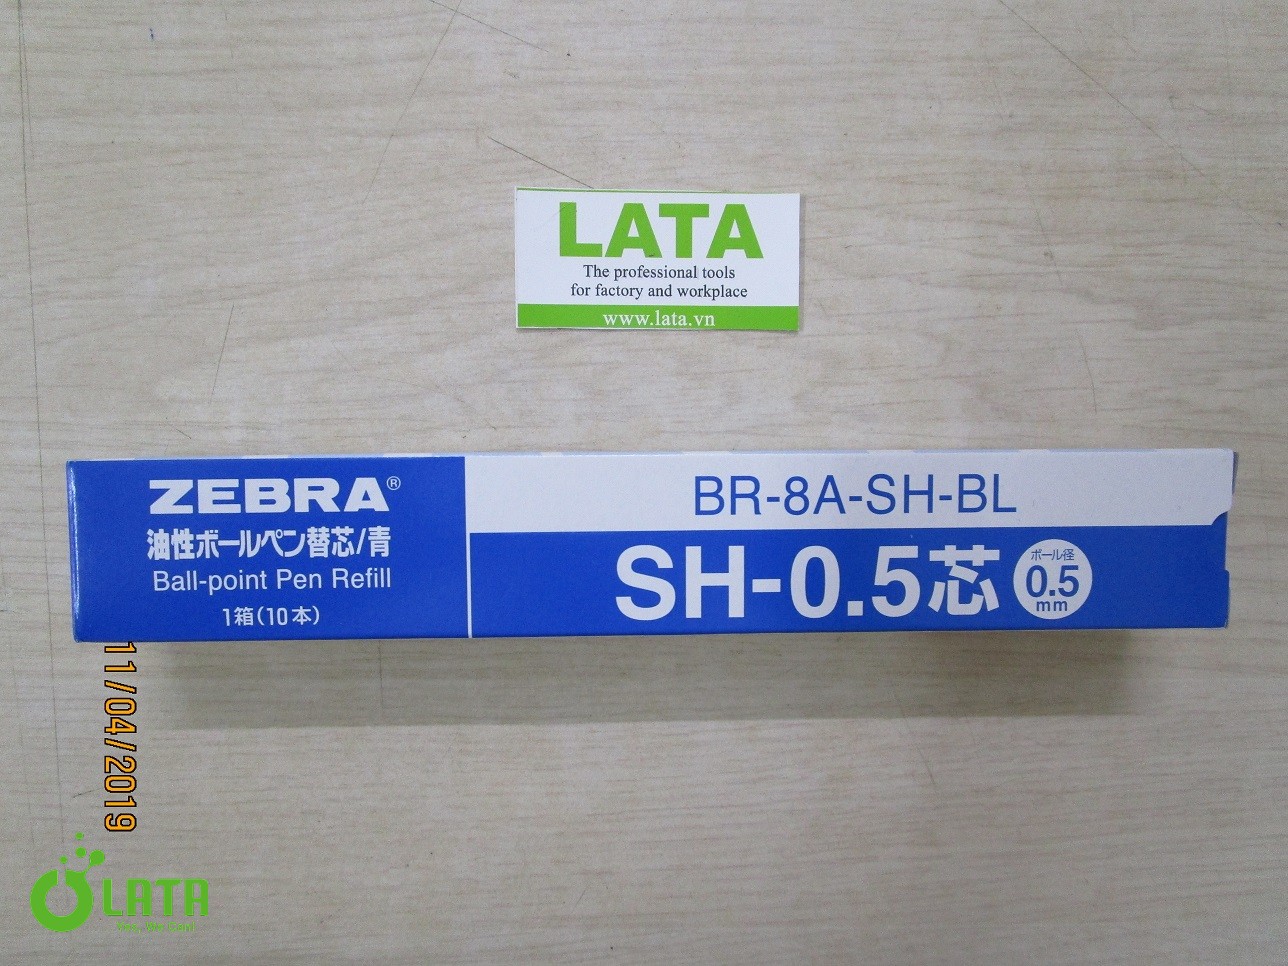 LATA
The professional tools
for factory and workplace
www.lata.vn
ZEBRA®
油性ボールペン替芯/青
Ball-point Pen Refill
1箱(10本)
BR-8A-SH-BL
SH-0.5芯
ボール径
0.5
mm
11/04/2019
LATA